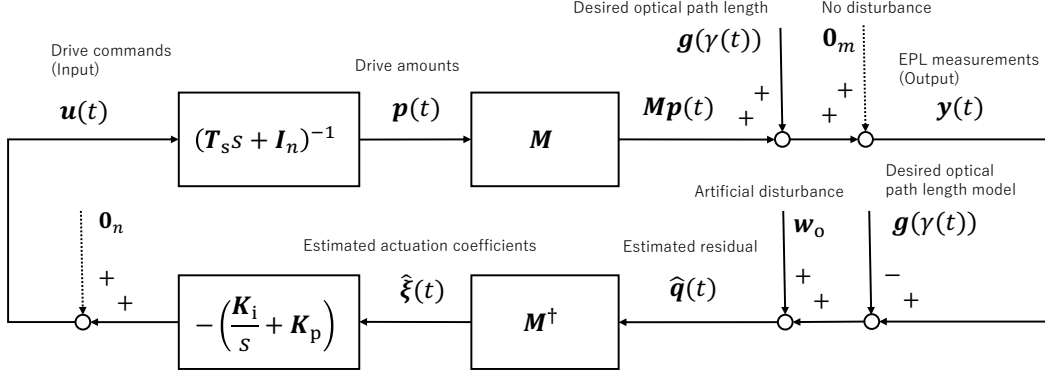 Desired optical path length
No disturbance
𝒈(γ(t))
𝟎ₘ
Drive commands
(Input)
Drive amounts
EPL measurements
(Output)
𝒖(t)
𝒑(t)
𝑴𝒑(t)
+
+
+
+
𝒚(t)
(𝑻ₛs + 𝑰ₙ)⁻¹
𝑴
Artificial disturbance
Desired optical
path length model
𝟎ₙ
𝒘ₒ
𝒈(γ(t))
Estimated actuation coefficients
Estimated residual
+
+
ξ̂(t)
q̂(t)
+
+
−
+
−(𝑲ᵢ/s + 𝑲ₚ)
𝑴†